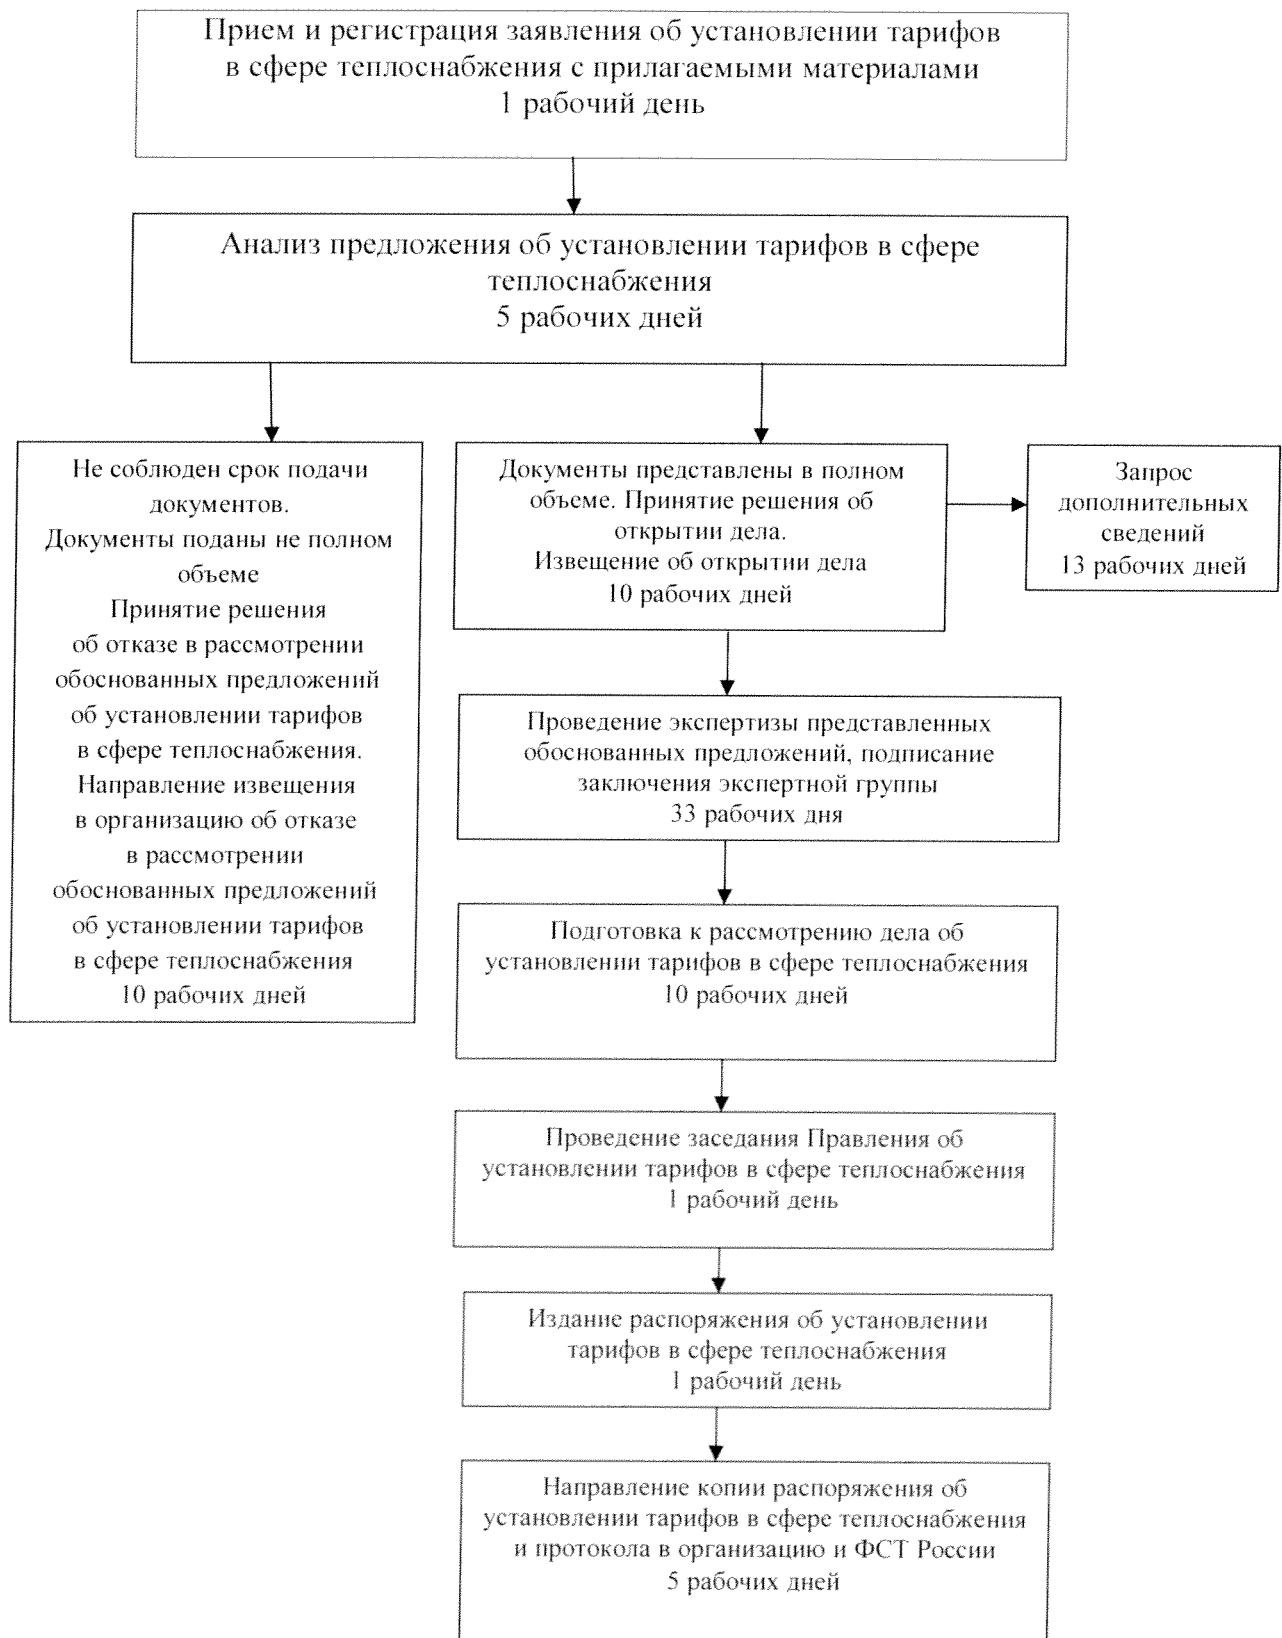 Прием и регистрация заявления об установлении тарифов
в сфере теплоснабжения с прилагаемыми материалами
1 рабочий день
Анализ предложения об установлении тарифов в сфере
теплоснабжения
5 рабочих дней
Не соблюден срок подачи
документов.
Документы поданы не полном
объеме
Принятие решения
об отказе в рассмотрении
обоснованных предложений
об установлении тарифов
в сфере теплоснабжения.
Направление извещения
в организацию об отказе
в рассмотрении
обоснованных предложений
об установлении тарифов
в сфере теплоснабжения
10 рабочих дней
Документы представлены в полном
объеме. Принятие решения об
открытии дела.
Извещение об открытии дела
10 рабочих дней
Запрос
дополнительных
сведений
13 рабочих дней
Проведение экспертизы представленных
обоснованных предложений, подписание
заключения экспертной группы
33 рабочих дня
Подготовка к рассмотрению дела об
установлении тарифов в сфере теплоснабжения
10 рабочих дней
Проведение заседания Правления об
установлении тарифов в сфере теплоснабжения
1 рабочий день
Издание распоряжения об установлении
тарифов в сфере теплоснабжения
1 рабочий день
Направление копии распоряжения об
установлении тарифов в сфере теплоснабжения
и протокола в организацию и ФСТ России
5 рабочих дней